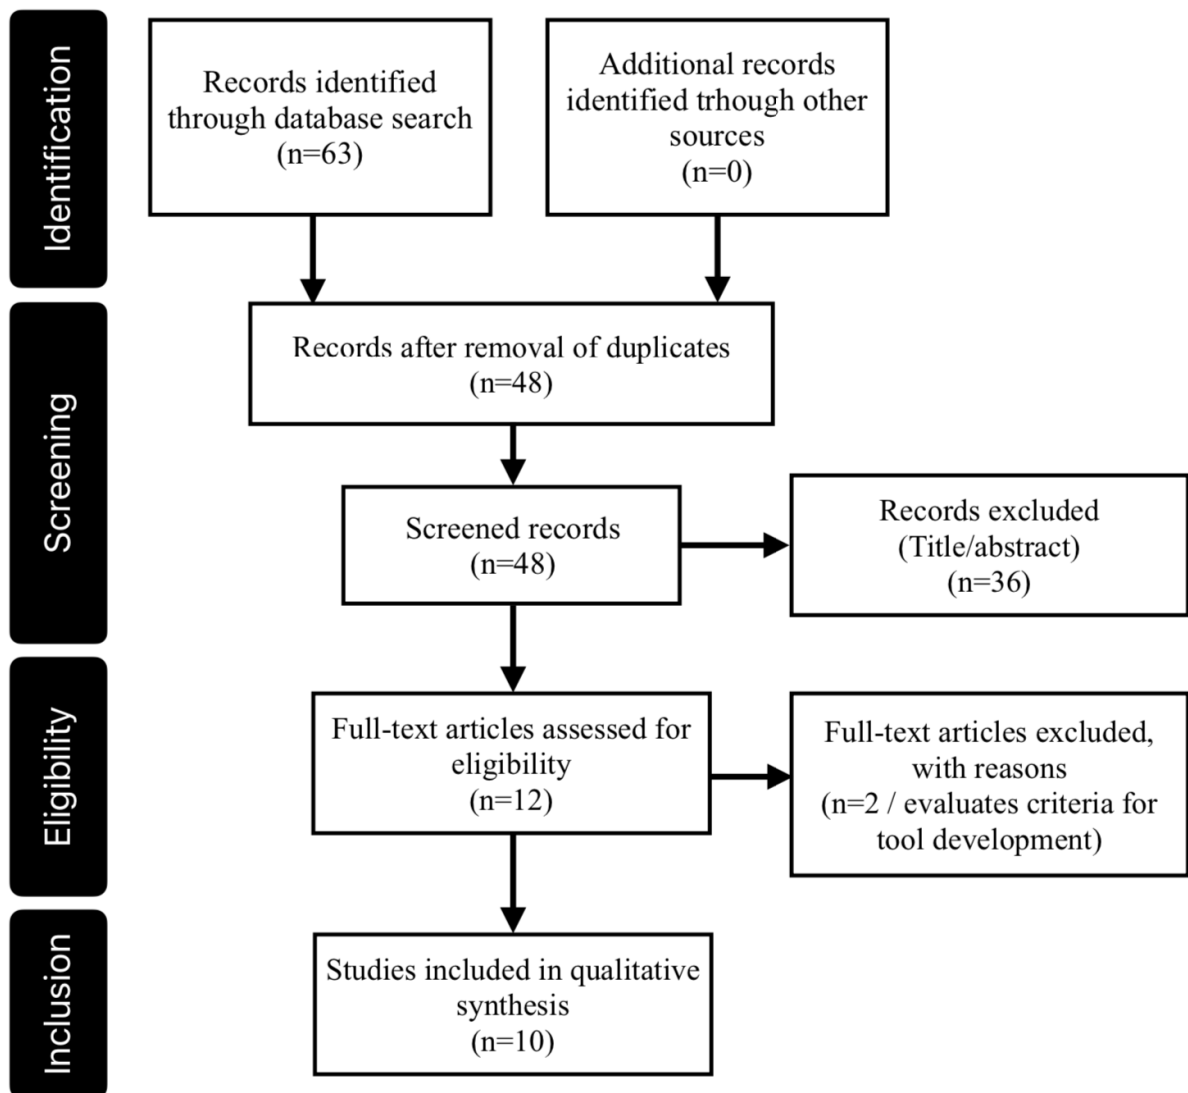 Identification
Records identified
through database search
(n=63)
Additional records
identified trhough other
sources
(n=0)
Screening
Records after removal of duplicates
(n=48)
Screened records
(n=48)
Records excluded
(Title/abstract)
(n=36)
Eligibility
Full-text articles assessed for
eligibility
(n=12)
Full-text articles excluded,
with reasons
(n=2 / evaluates criteria for
tool development)
Inclusion
Studies included in qualitative
synthesis
(n=10)